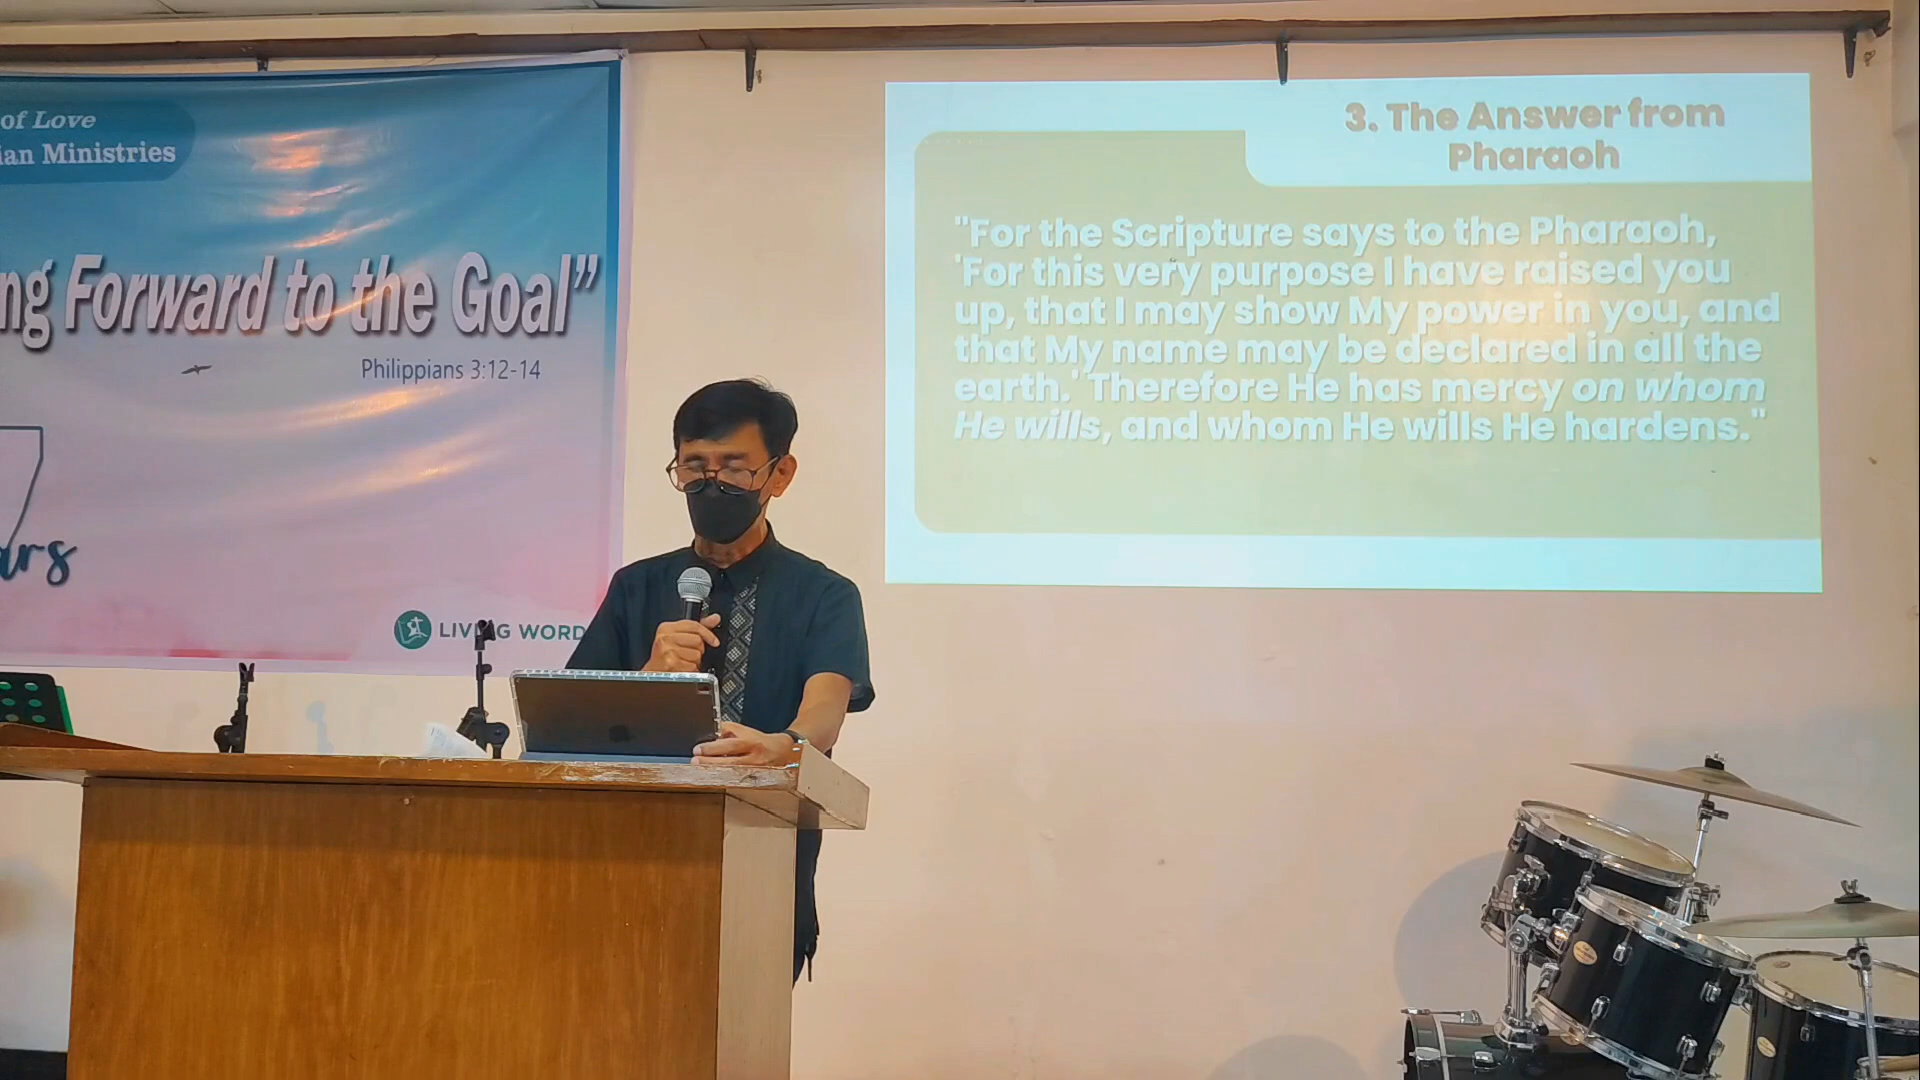 of Love
ian Ministries
ng Forward to the Goal”
Philippians 3:12-14
ars
LIVING WORD
3. The Answer from
Pharaoh
"For the Scripture says to the Pharaoh,
'For this very purpose I have raised you
up, that I may show My power in you, and
that My name may be declared in all the
earth.' Therefore He has mercy on whom
He wills, and whom He wills He hardens."